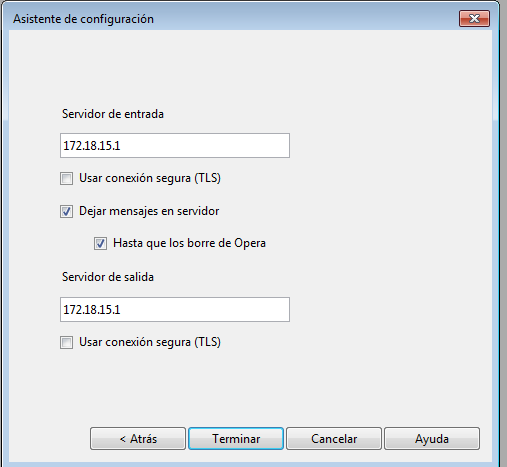 Asistente de configuración
Servidor de entrada
172.18.15.1
Usar conexión segura (TLS)
Dejar mensajes en servidor
Hasta que los borre de Opera
Servidor de salida
172.18.15.1
Usar conexión segura (TLS)
< Atrás Terminar Cancelar Ayuda